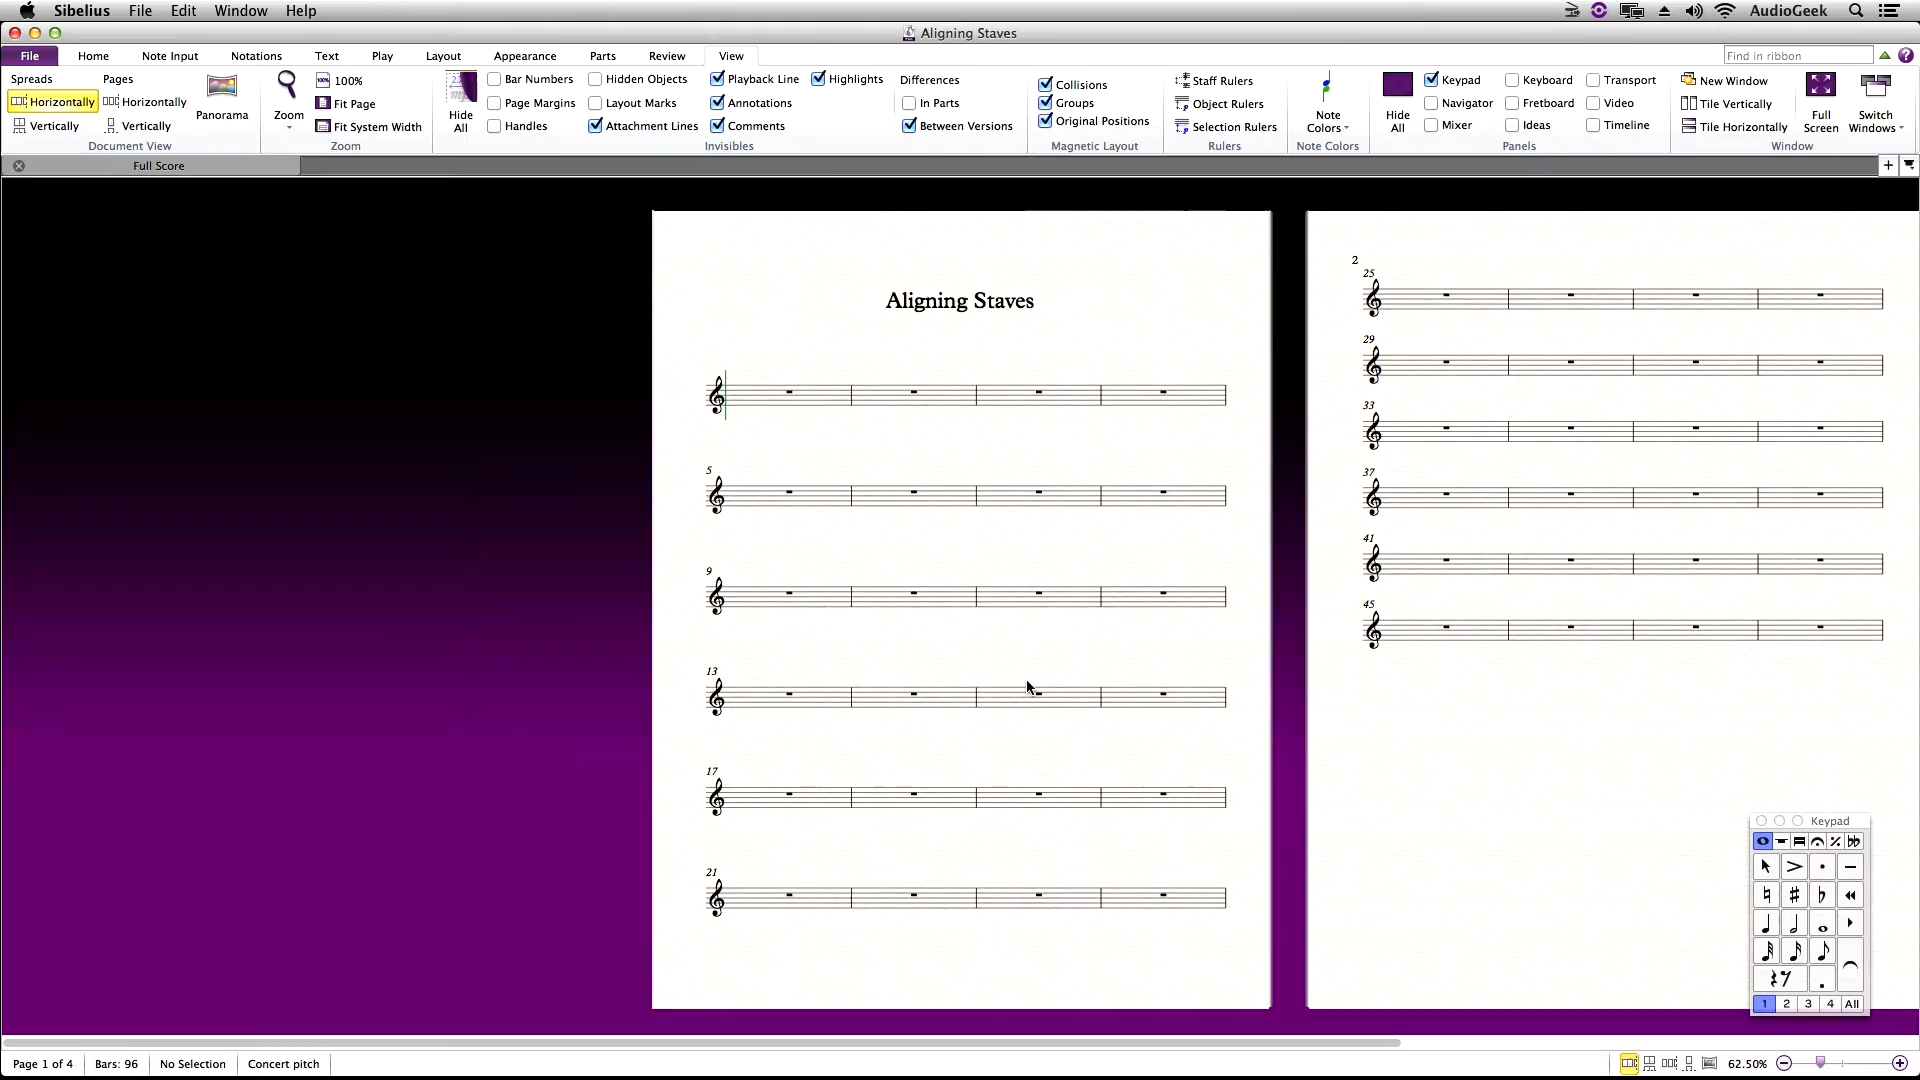 Sibelius File Edit Window Help AudioGeek
Aligning Staves
File Home Note Input Notations Text Play Layout Appearance Parts Review View Find in ribbon
Spreads Pages 100% Bar Numbers Hidden Objects Playback Line Highlights Differences Collisions Staff Rulers Keypad Keyboard Transport New Window
Horizontally Horizontally Panorama Zoom Fit Page Hide All Page Margins Layout Marks Annotations In Parts Groups Object Rulers Note Colors Hide All Navigator Fretboard Video Tile Vertically Full Screen Switch Windows
Vertically Vertically Fit System Width Handles Attachment Lines Comments Between Versions Original Positions Selection Rulers Mixer Ideas Timeline Tile Horizontally
Document View Zoom Invisibles Magnetic Layout Rulers Note Colors Panels Window
Full Score
Aligning Staves
5
9
13
17
21
2
25
29
33
37
41
45
Keypad
1 2 3 4 All
Page 1 of 4 Bars: 96 No Selection Concert pitch 62.50%